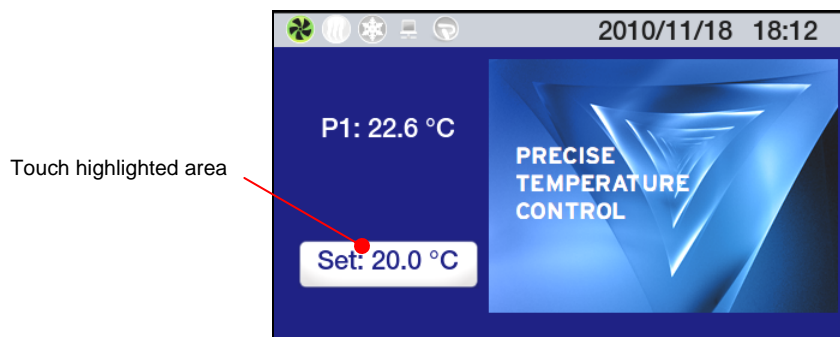 2010/11/18 18:12
P1: 22.6 °C
PRECISE
TEMPERATURE
CONTROL
Touch highlighted area
Set: 20.0 °C